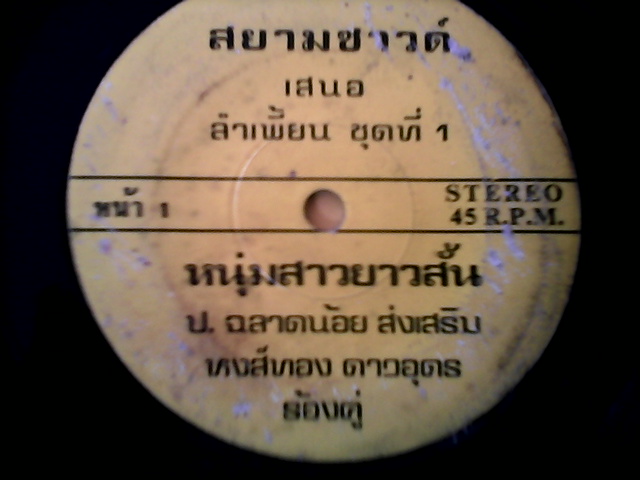 สยามซาวด์
เสนอ
ลำเพี้ยน ชุดที่ 1
หน้า 1
STEREO
45 R.P.M.
หนุ่มสาวยาวสั้น
ป. ฉลาดน้อย ส่งเสริม
หงส์ทอง ดาวอุดร
ร้องคู่